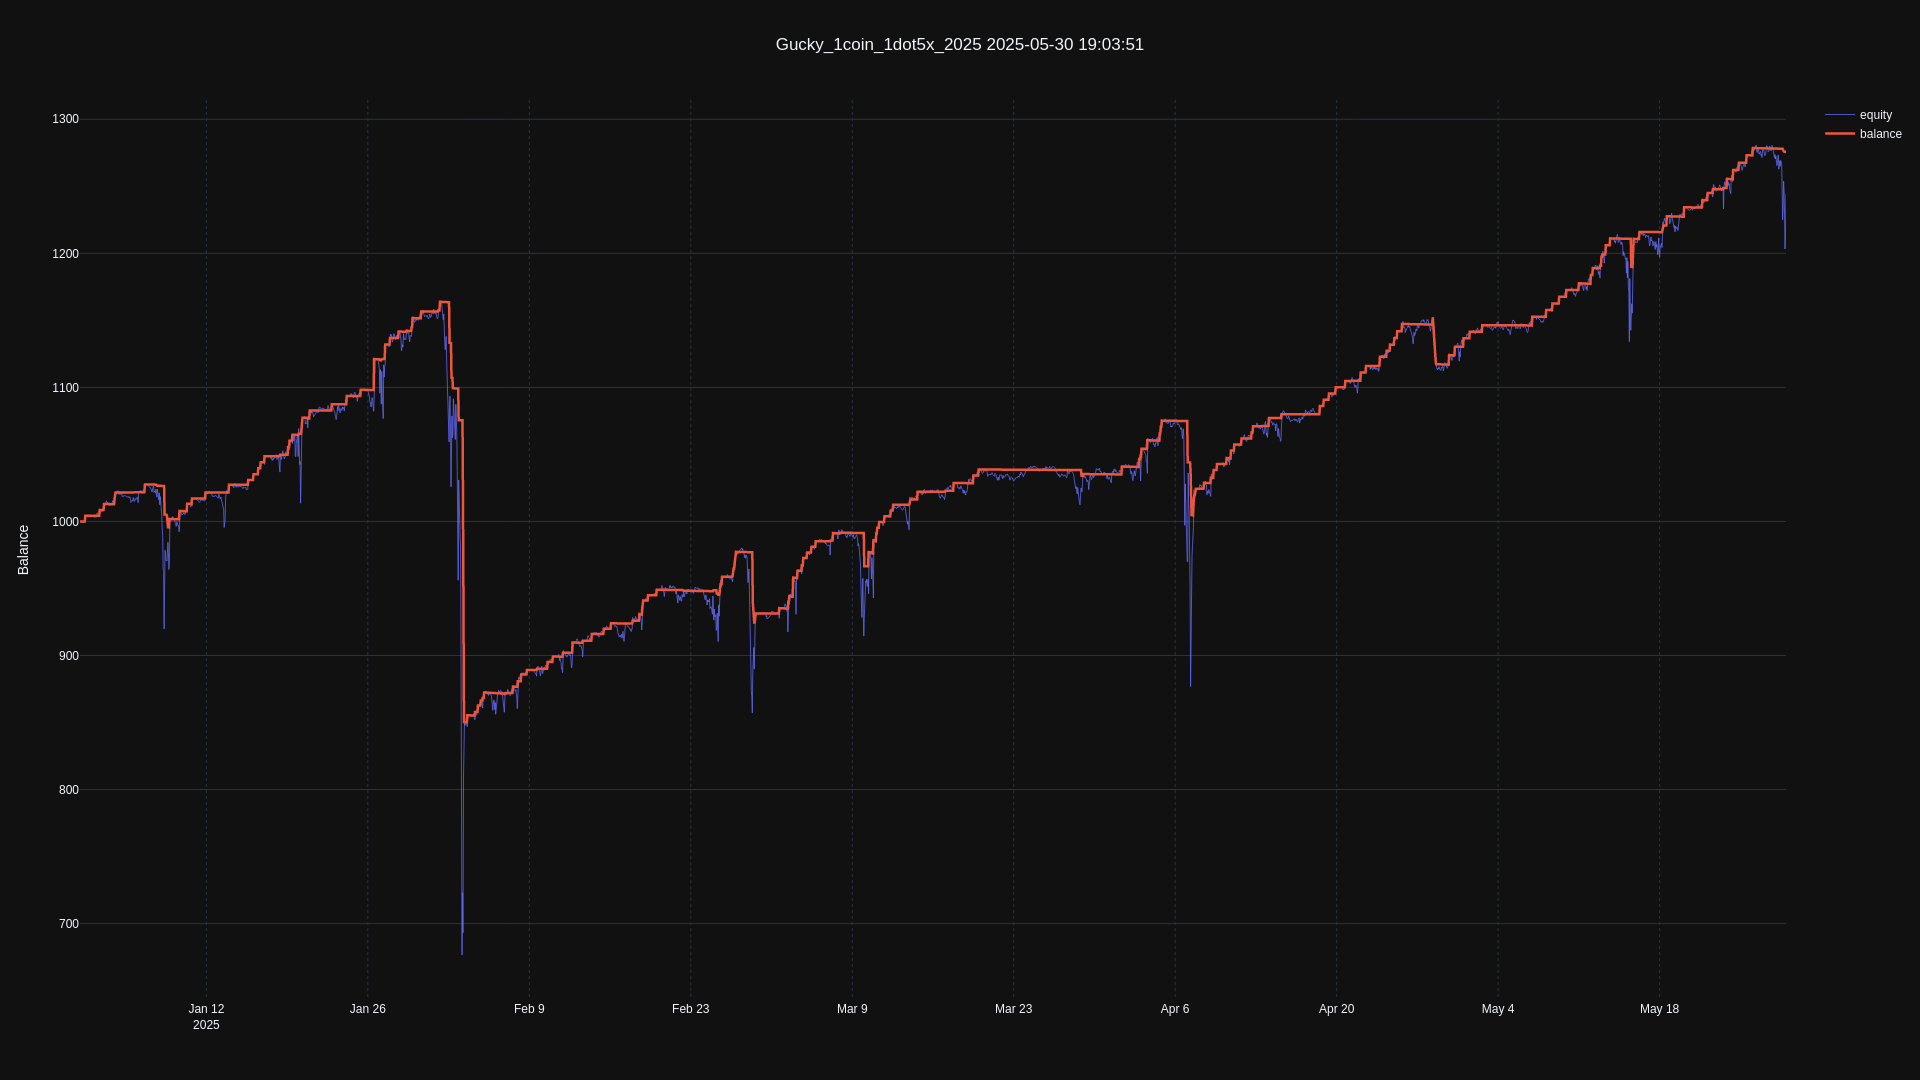 Gucky_1coin_1dot5x_2025 2025-05-30 19:03:51
equity
balance
Balance
1300
1200
1100
1000
900
800
700
Jan 12
2025
Jan 26
Feb 9
Feb 23
Mar 9
Mar 23
Apr 6
Apr 20
May 4
May 18